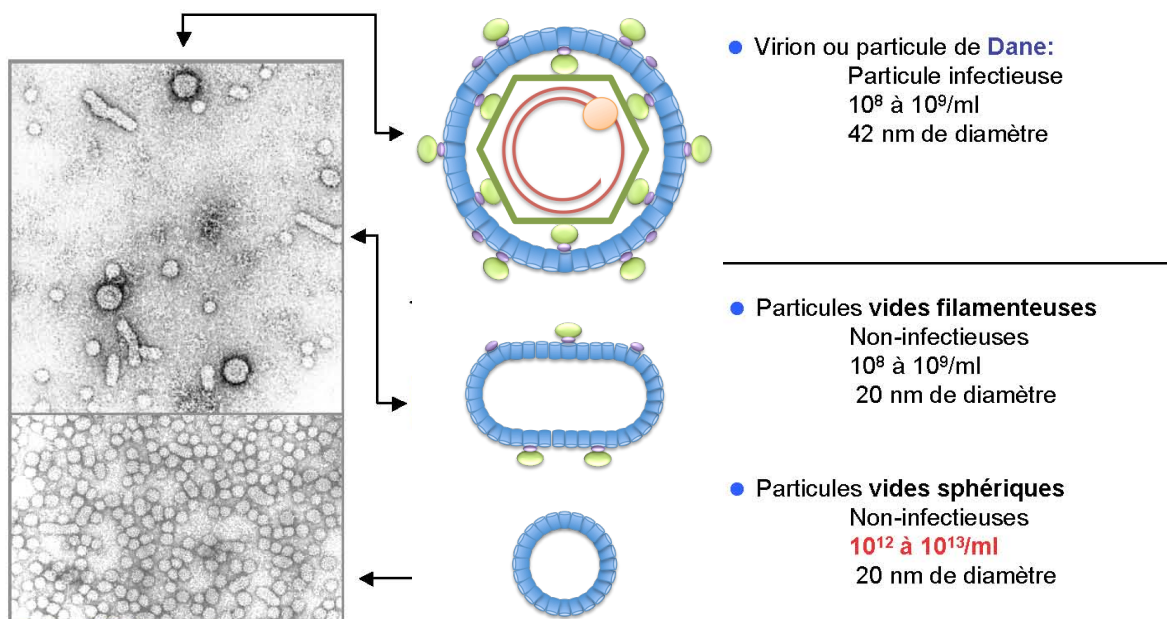 ● Virion ou particule de Dane:
Particule infectieuse
10⁸ à 10⁹/ml
42 nm de diamètre
● Particules vides filamenteuses
Non-infectieuses
10⁸ à 10⁹/ml
20 nm de diamètre
● Particules vides sphériques
Non-infectieuses
10¹² à 10¹³/ml
20 nm de diamètre